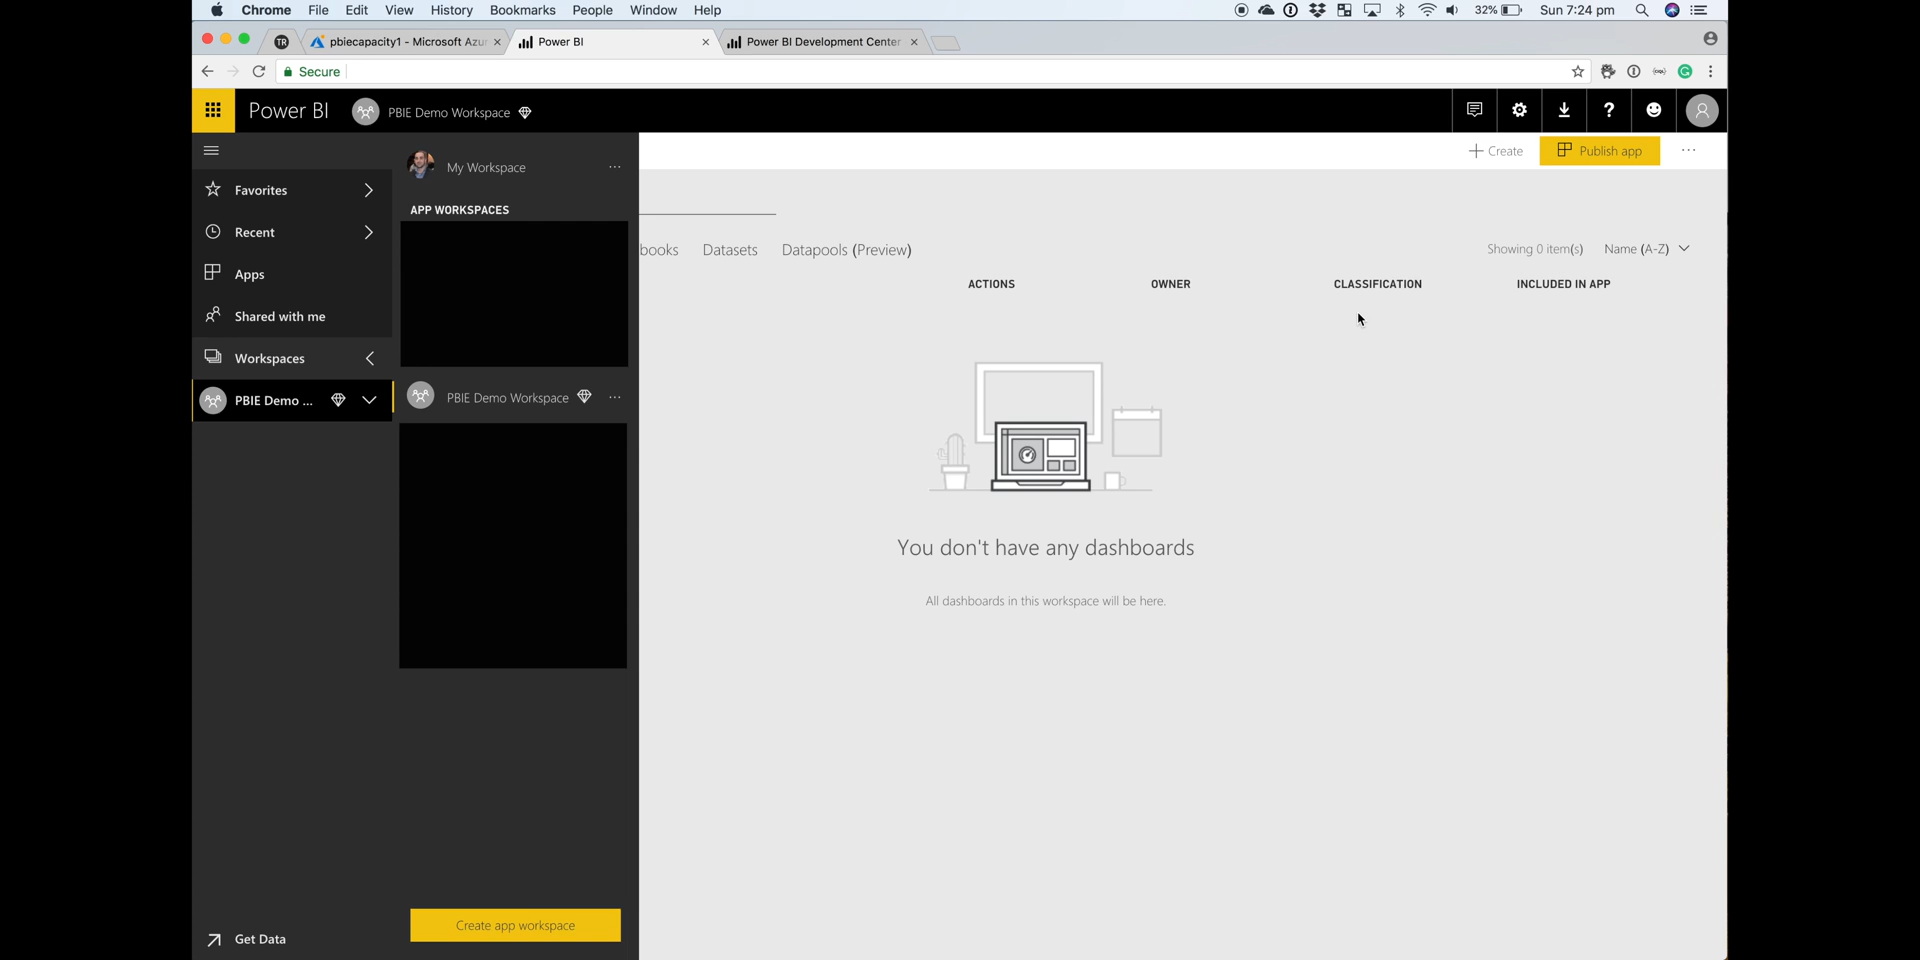 Chrome File Edit View History Bookmarks People Window Help 32% Sun 7:24 pm
TR pbiecapacity1 - Microsoft Azur Power BI Power BI Development Center
Secure
Power BI PBIE Demo Workspace
My Workspace
+ Create Publish app
Favorites
APP WORKSPACES
Recent
books Datasets Datapools (Preview) Showing 0 item(s) Name (A-Z)
Apps
ACTIONS OWNER CLASSIFICATION INCLUDED IN APP
Shared with me
Workspaces
PBIE Demo ... PBIE Demo Workspace
You don't have any dashboards
All dashboards in this workspace will be here.
Create app workspace
Get Data